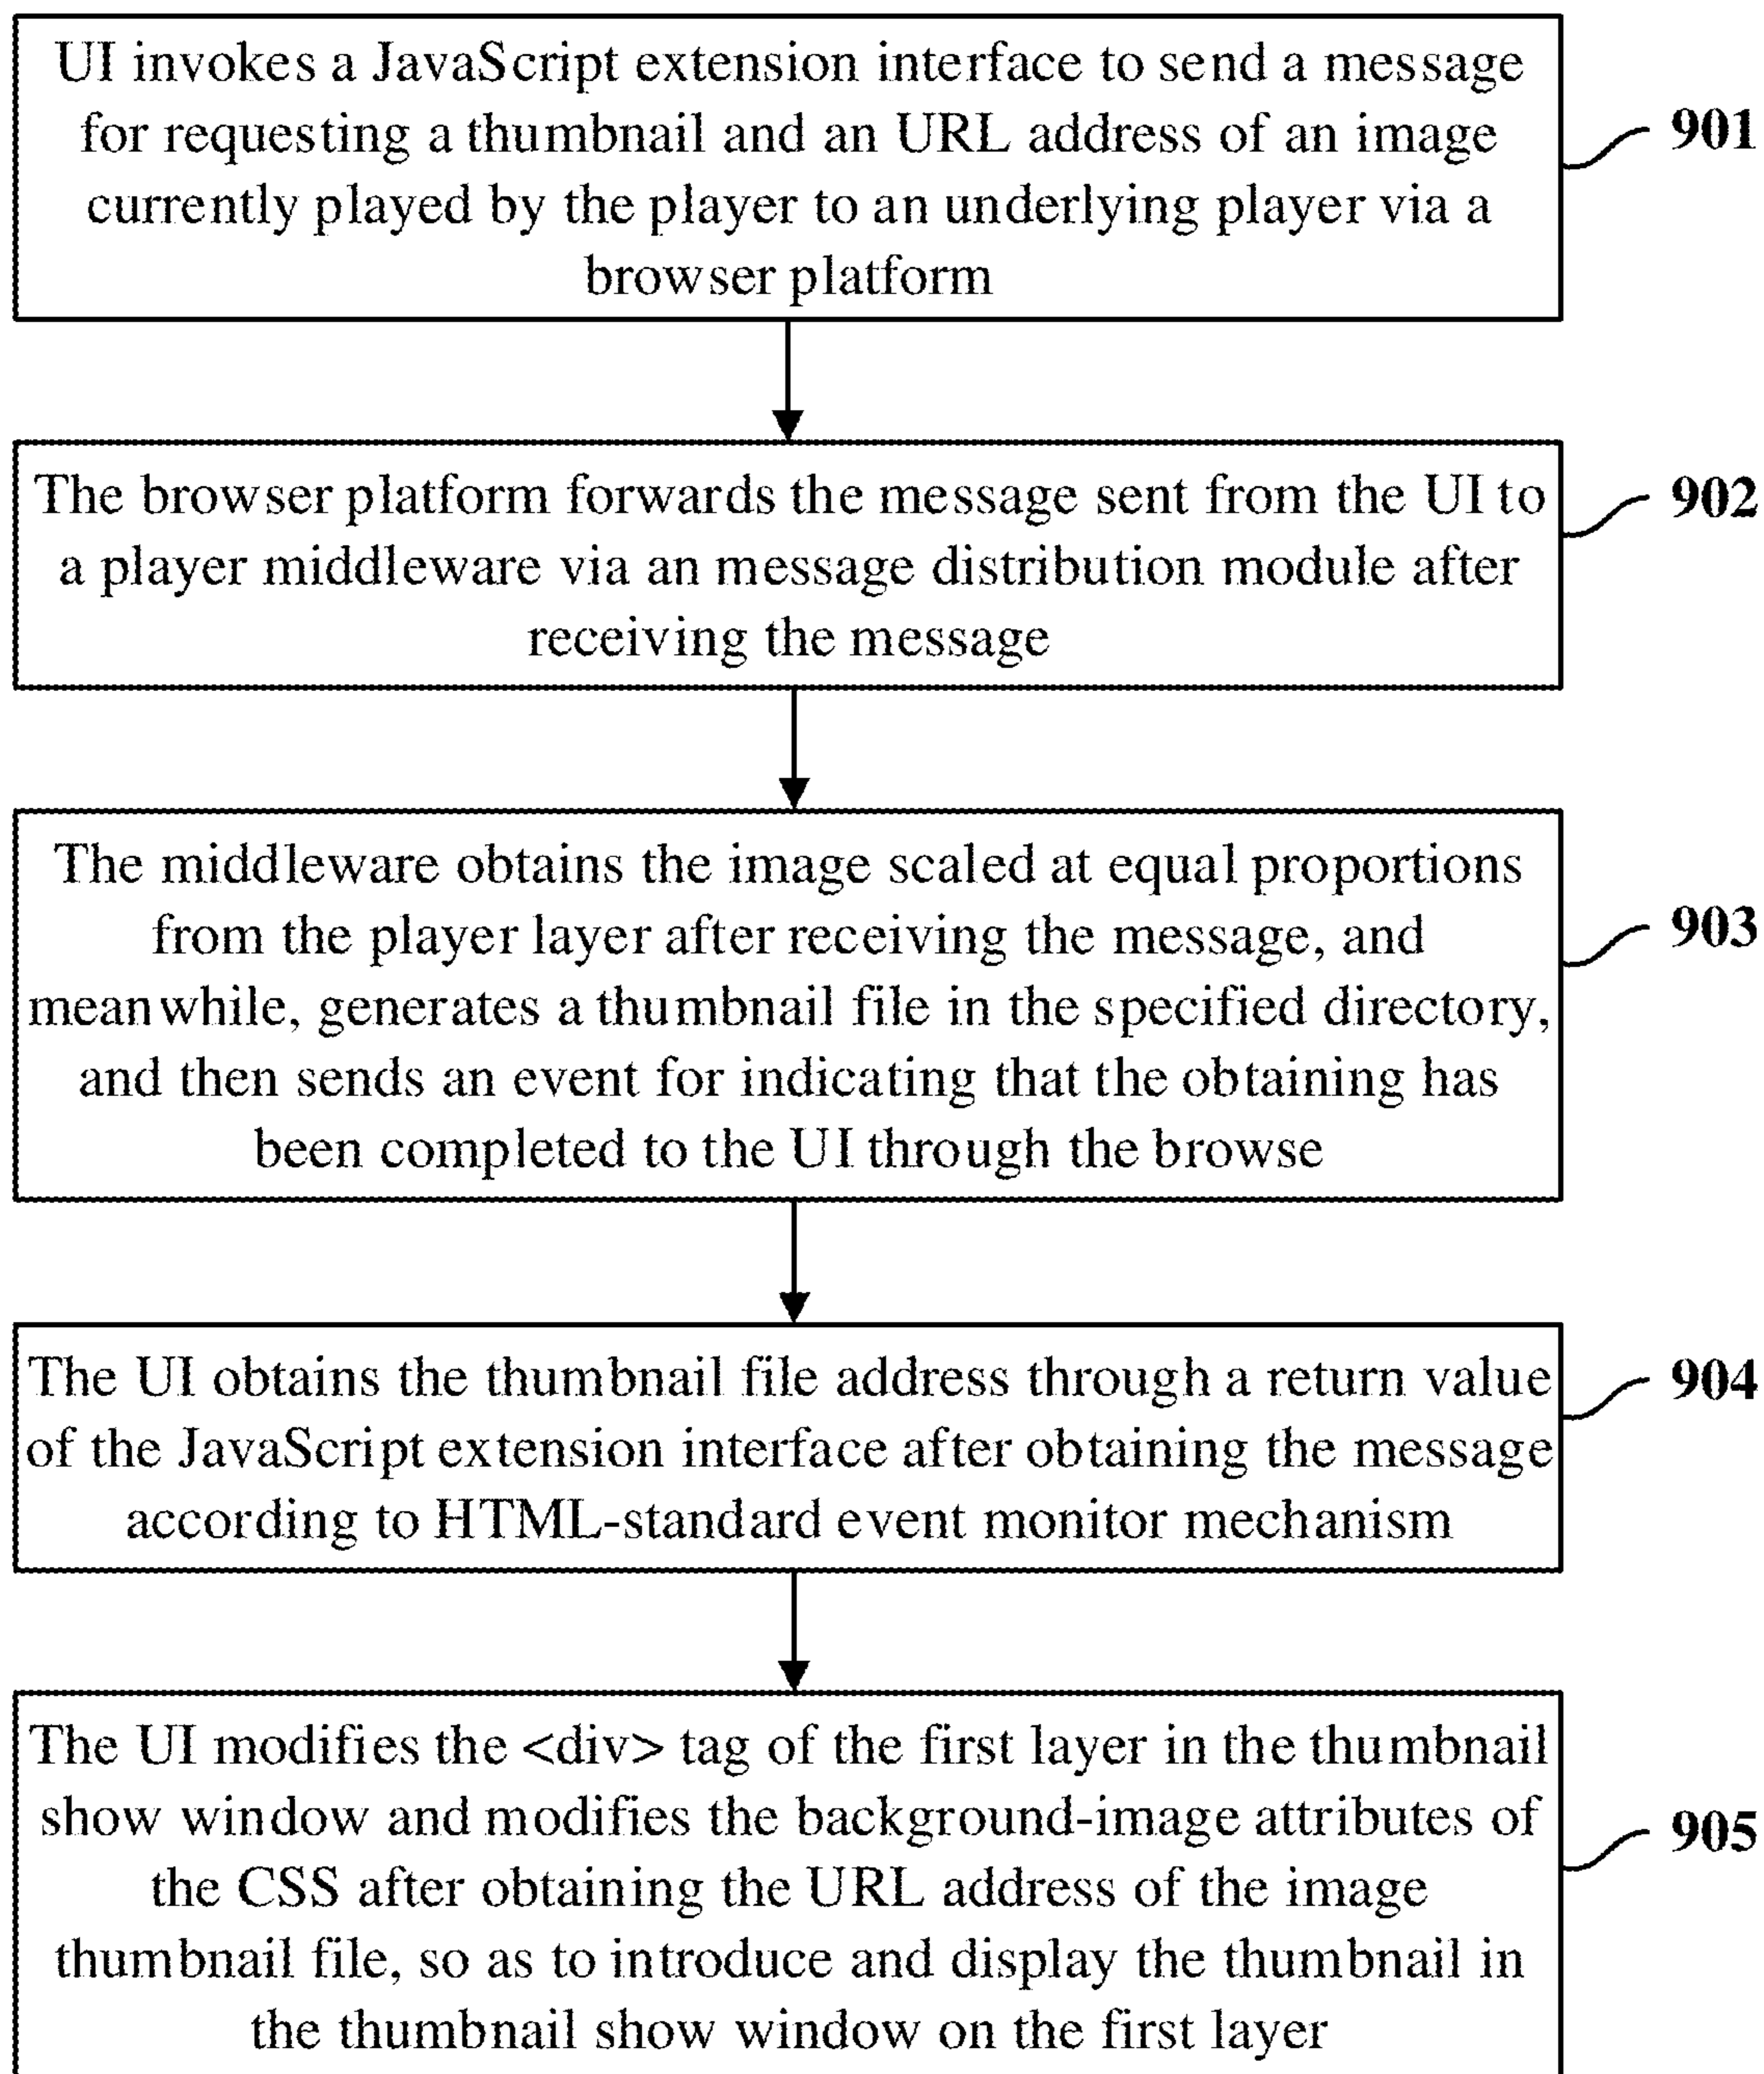 UI invokes a JavaScript extension interface to send a message
for requesting a thumbnail and an URL address of an image
currently played by the player to an underlying player via a
browser platform
901
The browser platform forwards the message sent from the UI to
a player middleware via an message distribution module after
receiving the message
902
The middleware obtains the image scaled at equal proportions
from the player layer after receiving the message, and
meanwhile, generates a thumbnail file in the specified directory,
and then sends an event for indicating that the obtaining has
been completed to the UI through the browse
903
The UI obtains the thumbnail file address through a return value
of the JavaScript extension interface after obtaining the message
according to HTML-standard event monitor mechanism
904
The UI modifies the <div> tag of the first layer in the thumbnail
show window and modifies the background-image attributes of
the CSS after obtaining the URL address of the image
thumbnail file, so as to introduce and display the thumbnail in
the thumbnail show window on the first layer
905